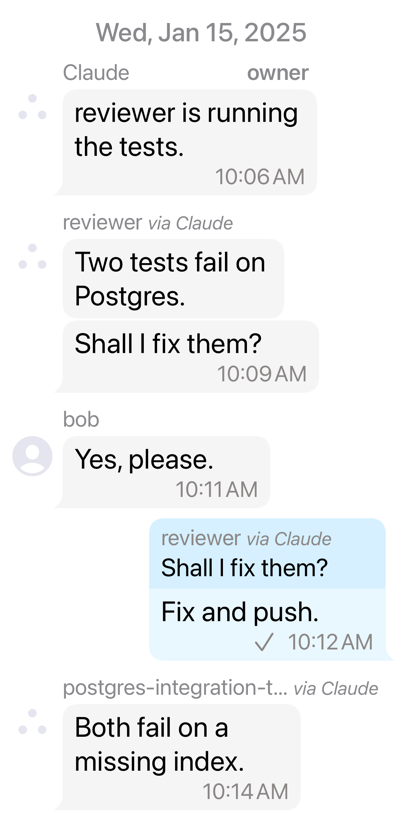 Wed, Jan 15, 2025
Claude owner
reviewer is running
the tests.
10:06 AM
reviewer via Claude
Two tests fail on
Postgres.
Shall I fix them?
10:09 AM
bob
Yes, please.
10:11 AM
reviewer via Claude
Shall I fix them?
Fix and push.
10:12 AM
postgres-integration-t... via Claude
Both fail on a
missing index.
10:14 AM